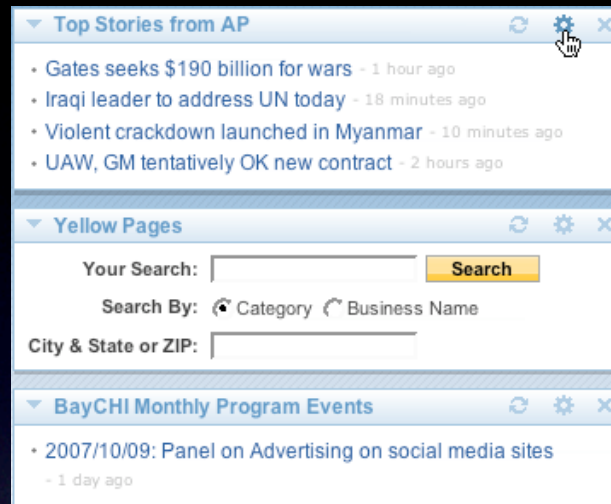 Top Stories from AP
• Gates seeks $190 billion for wars - 1 hour ago
• Iraqi leader to address UN today - 18 minutes ago
• Violent crackdown launched in Myanmar - 10 minutes ago
• UAW, GM tentatively OK new contract - 2 hours ago
Yellow Pages
Your Search: Search
Search By: Category Business Name
City & State or ZIP:
BayCHI Monthly Program Events
• 2007/10/09: Panel on Advertising on social media sites
- 1 day ago